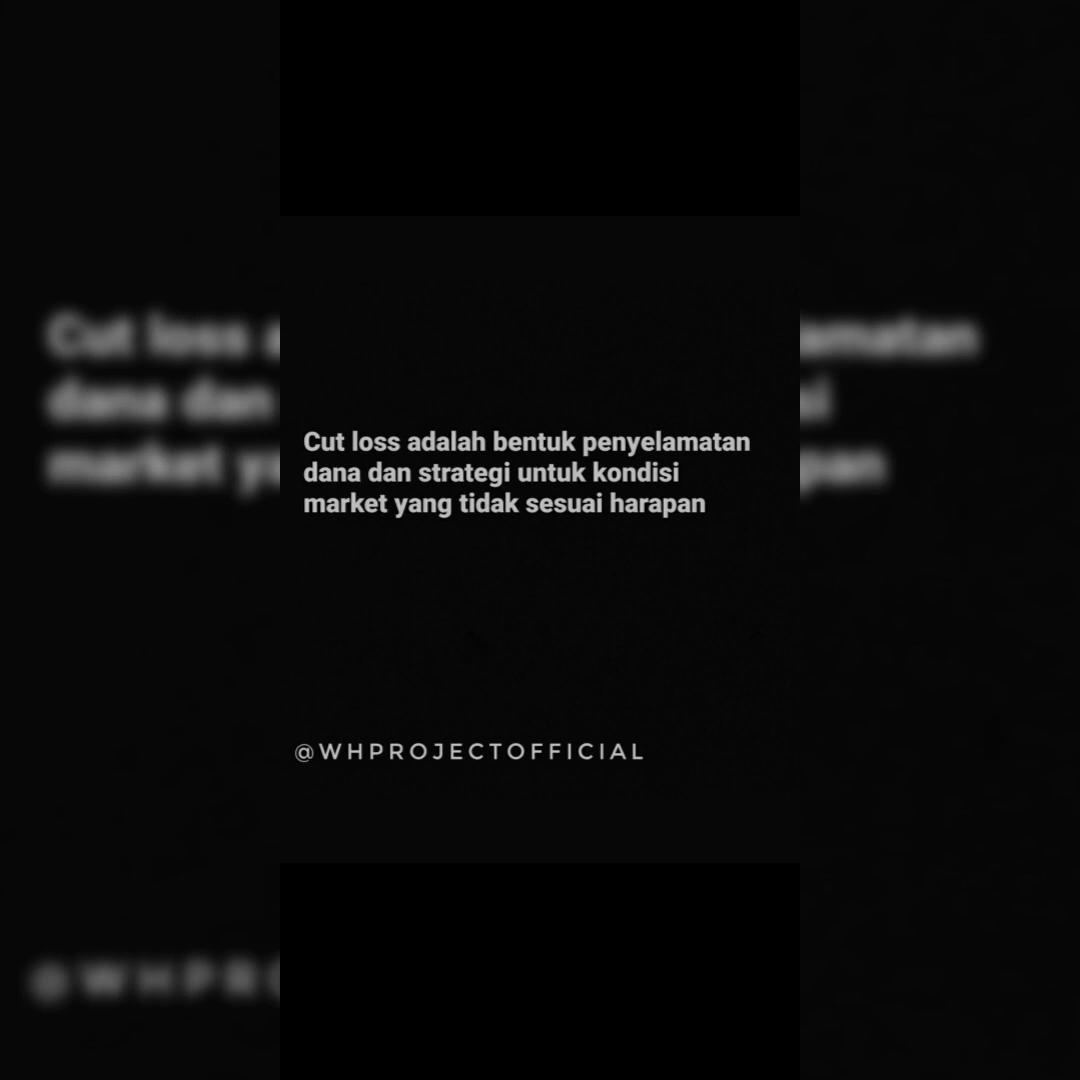 Cut loss adalah bentuk penyelamatan
dana dan strategi untuk kondisi
market yang tidak sesuai harapan
@WHPROJECTOFFICIAL